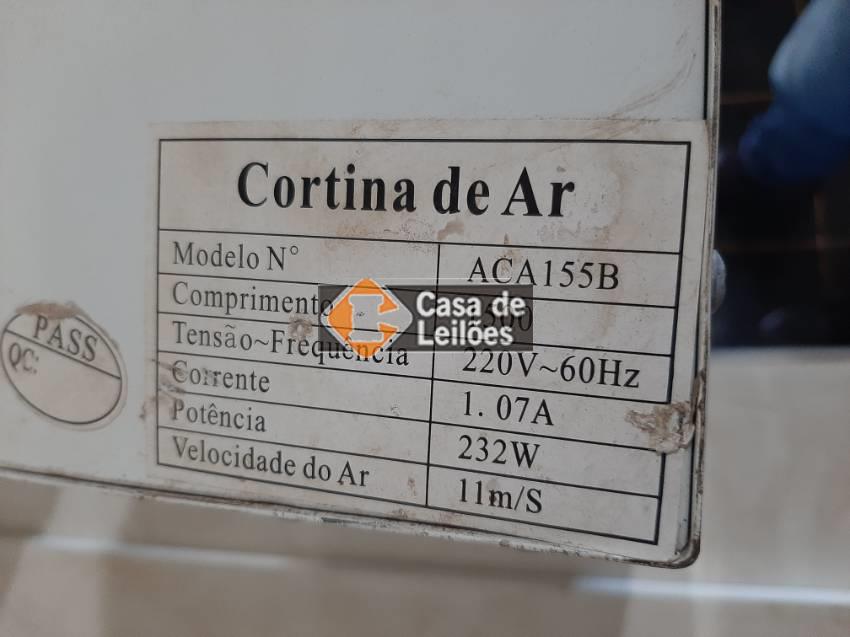 Cortina de Ar
Modelo N° ACA155B
Comprimento
Tensão~Frequência 220V~60Hz
Corrente 1.07A
Potência 232W
Velocidade do Ar 11m/S
PASS
QC:
Casa de
Leilões